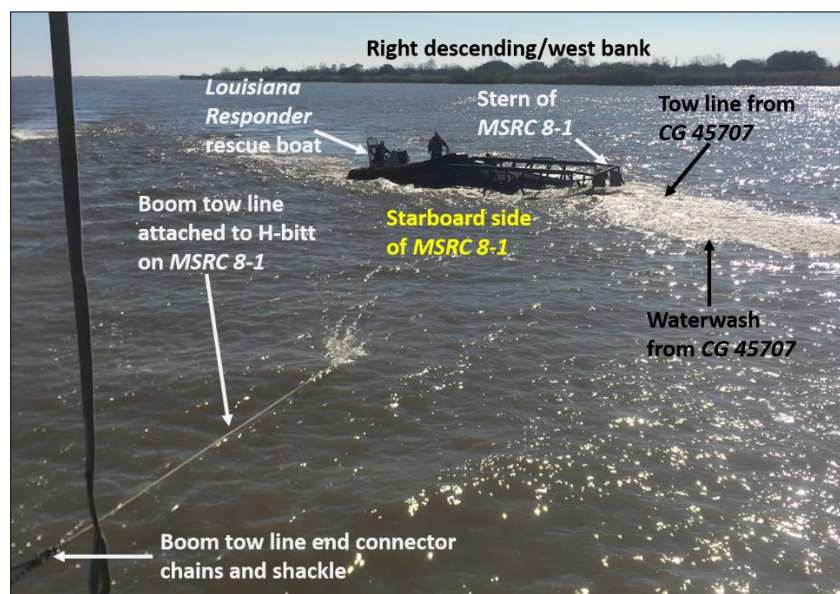 Right descending/west bank
Louisiana
Responder
rescue boat
Stern of
MSRC 8-1
Tow line from
CG 45707
Boom tow line
attached to H-bitt
on MSRC 8-1
Starboard side
of MSRC 8-1
Waterwash
from CG 45707
Boom tow line end connector
chains and shackle